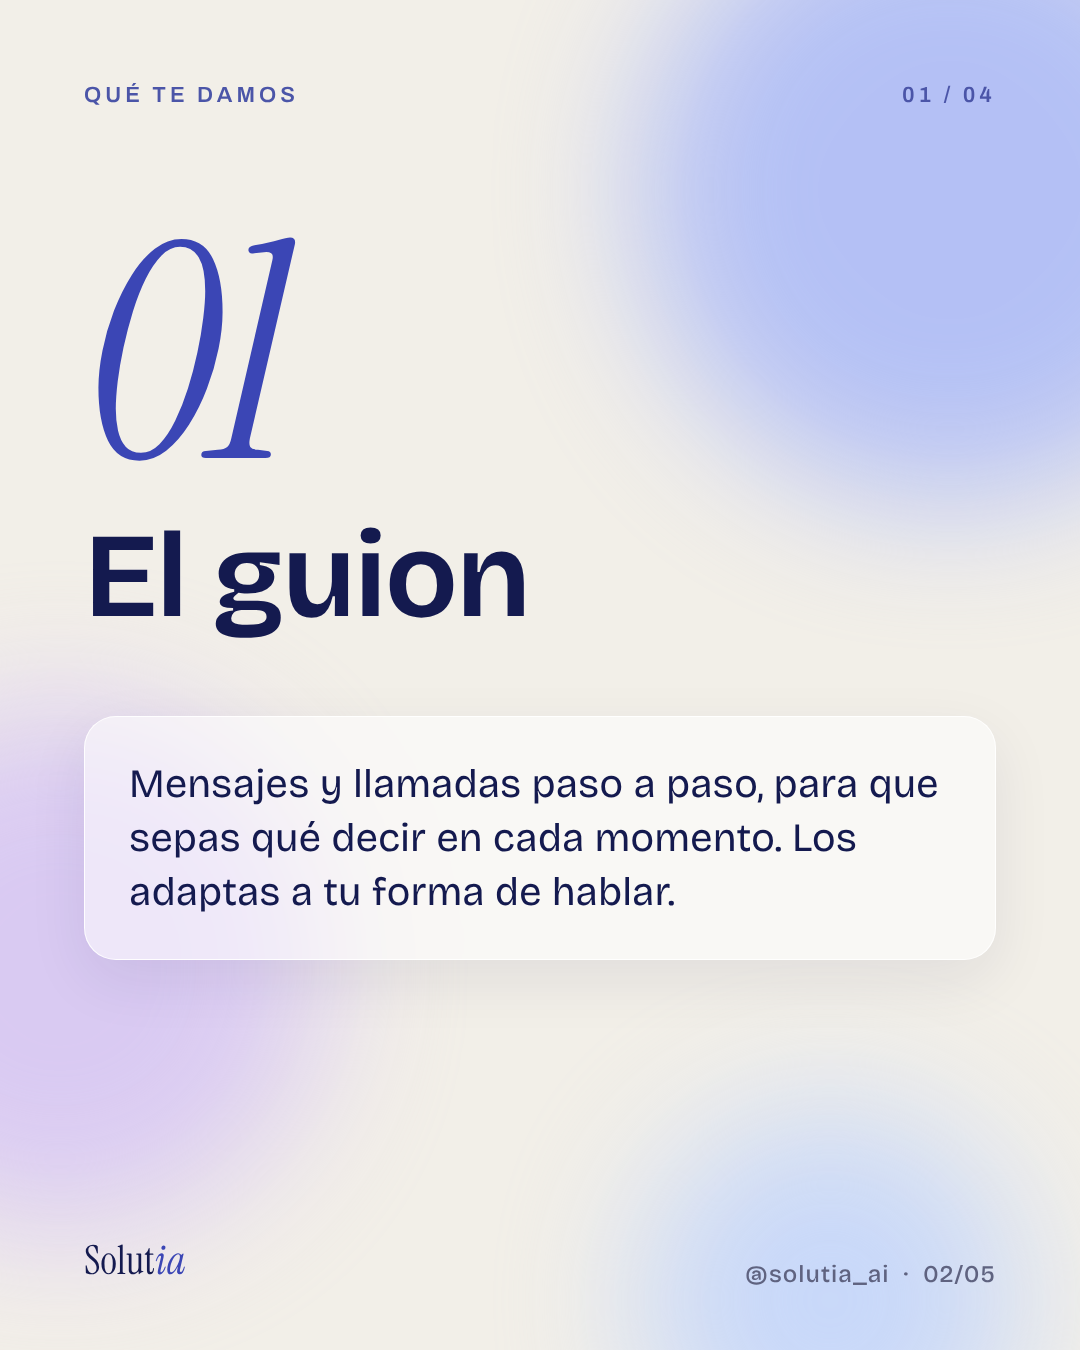 QUÉ TE DAMOS
01 / 04
01
El guion
Mensajes y llamadas paso a paso, para que
sepas qué decir en cada momento. Los
adaptas a tu forma de hablar.
Solutia
@solutia_ai · 02/05